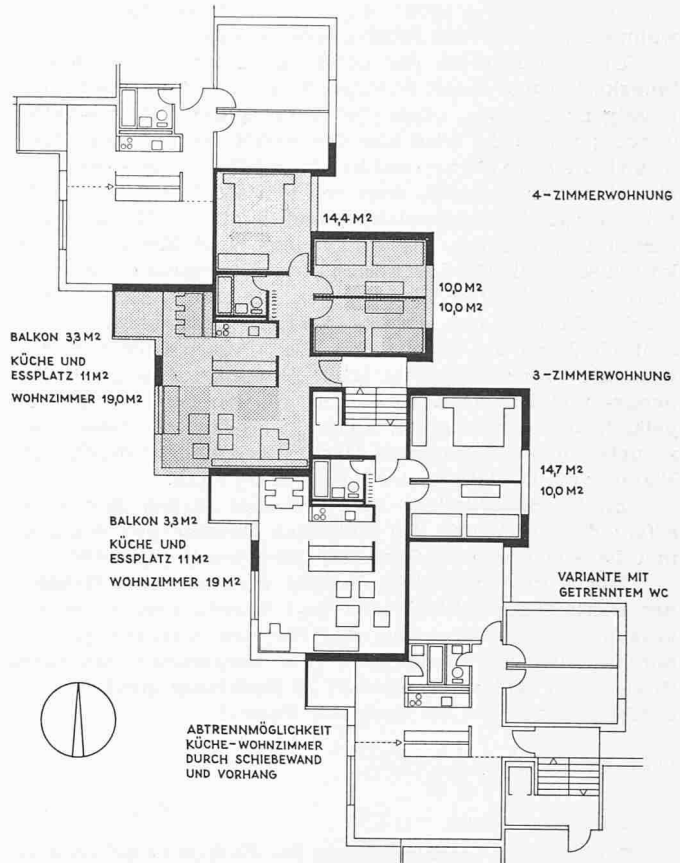 4-ZIMMERWOHNUNG
14,4 M2
10,0 M2
10,0 M2
BALKON 3,3 M2
KÜCHE UND
ESSPLATZ 11 M2
WOHNZIMMER 19,0 M2
3-ZIMMERWOHNUNG
14,7 M2
10,0 M2
BALKON 3,3 M2
KÜCHE UND
ESSPLATZ 11 M2
WOHNZIMMER 19 M2
VARIANTE MIT
GETRENNTEM WC
ABTRENNMÖGLICHKEIT
KÜCHE-WOHNZIMMER
DURCH SCHIEBEWAND
UND VORHANG